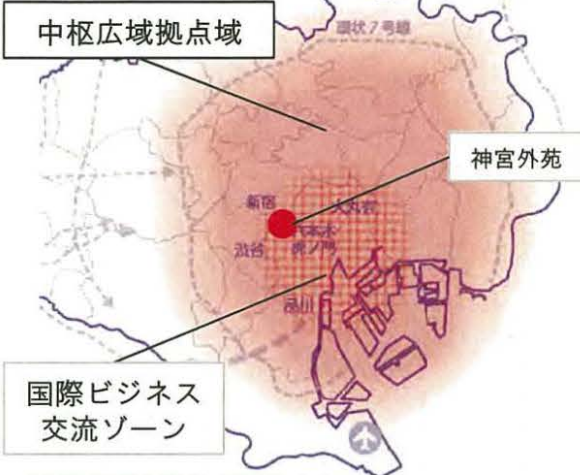 中枢広域拠点域
環状7号線
神宮外苑
新宿
大丸有
六本木
虎ノ門
渋谷
品川
国際ビジネス
交流ゾーン